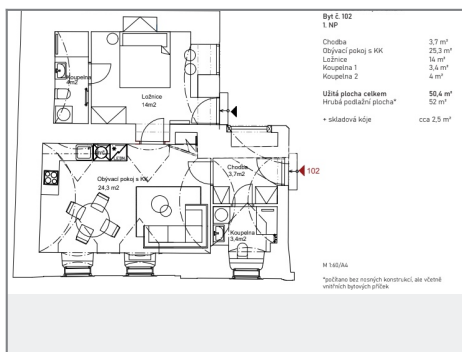 Byt č. 102
1. NP
Chodba 3,7 m²
Obývací pokoj s KK 25,3 m²
Ložnice 14 m²
Koupelna 1 3,4 m²
Koupelna 2 4 m²
Užitá plocha celkem 50,4 m²
Hrubá podlažní plocha* 52 m²
+ skladová kóje cca 2,5 m²
Koupelna
4m2
Ložnice
14m2
Obývací pokoj s KK
24,3 m2
Chodba
3,7m2
102
Koupelna
3,4m2
M 1:60/A4
*počítáno bez nosných konstrukcí, ale včetně
vnitřních bytových příček